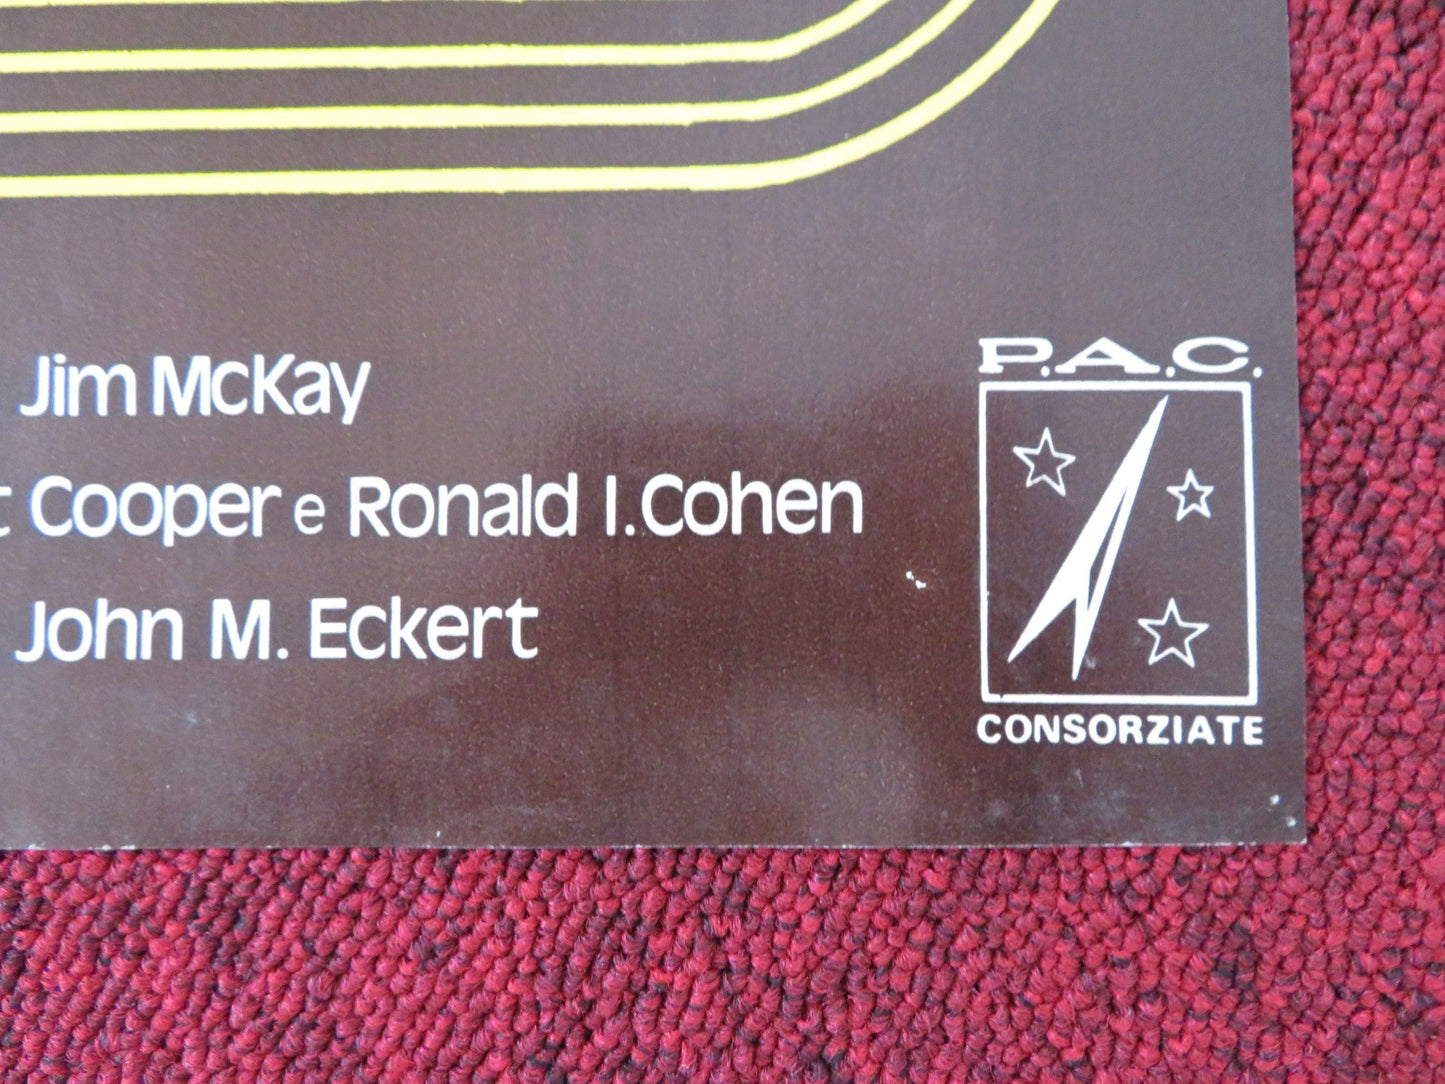 Jim McKay
t Cooper e Ronald I. Cohen
John M. Eckert
P.A.C.
CONSORZIATE